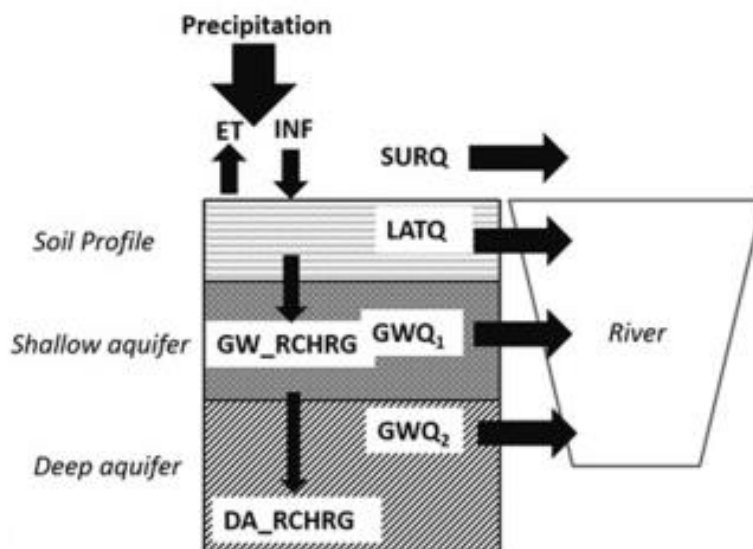 Precipitation
ET INF
SURQ
Soil Profile
LATQ
Shallow aquifer
GW_RCHRG
GWQ₁
River
GWQ₂
Deep aquifer
DA_RCHRG